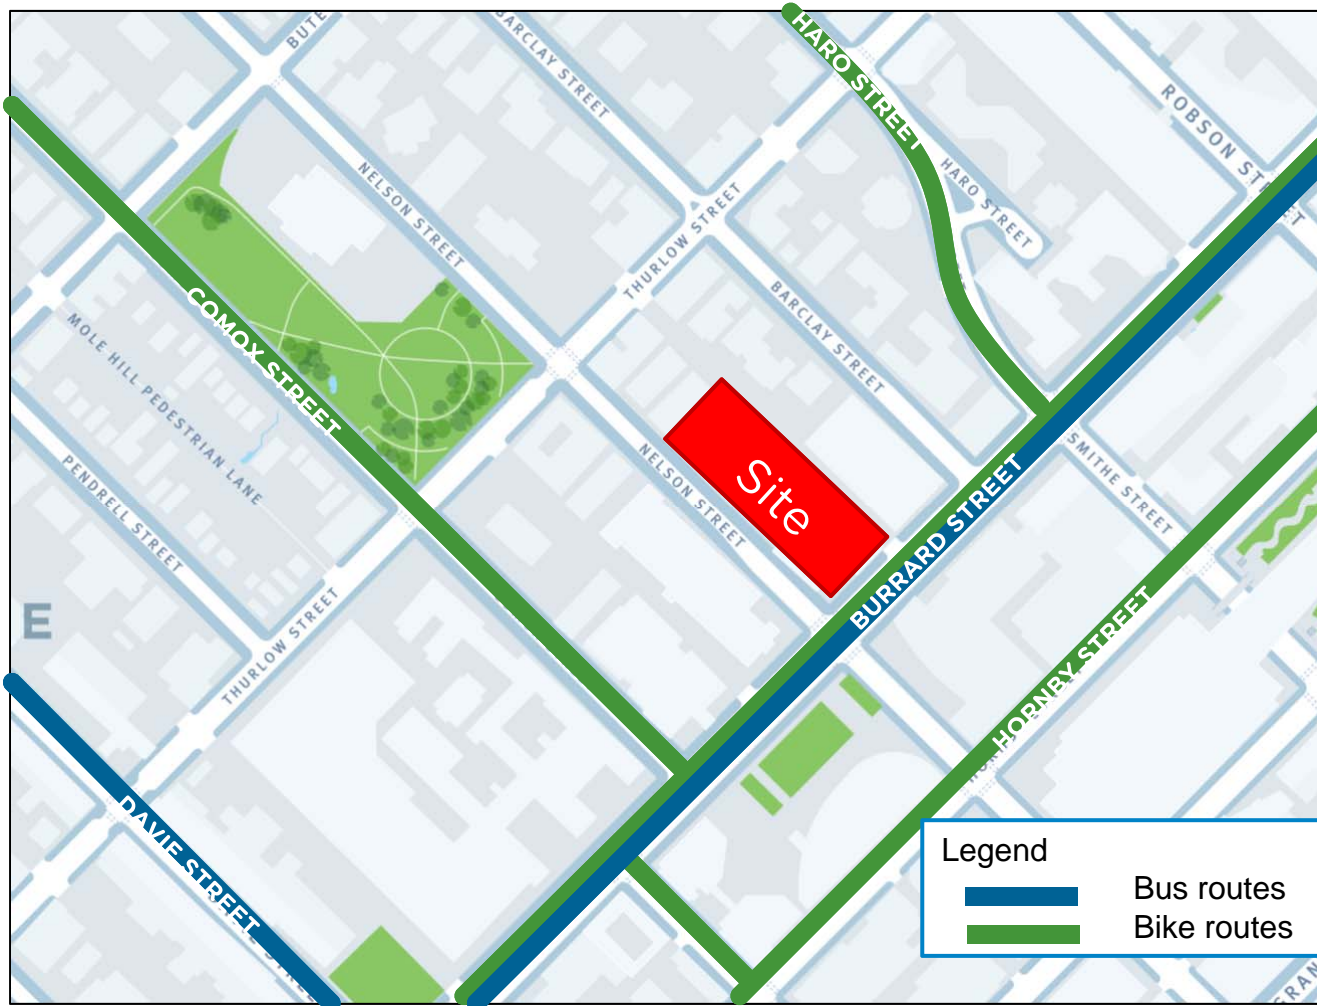 BUTE
BARCLAY STREET
HARO STREET
ROBSON STREET
NELSON STREET
HARO STREET
THURLOW STREET
BARCLAY STREET
COMOX STREET
MOLE HILL PEDESTRIAN LANE
PENDRELL STREET
NELSON STREET
Site
SMITHE STREET
BURRARD STREET
E
THURLOW STREET
HORNBY STREET
DAVIE STREET
Legend
Bus routes
Bike routes
GRAN